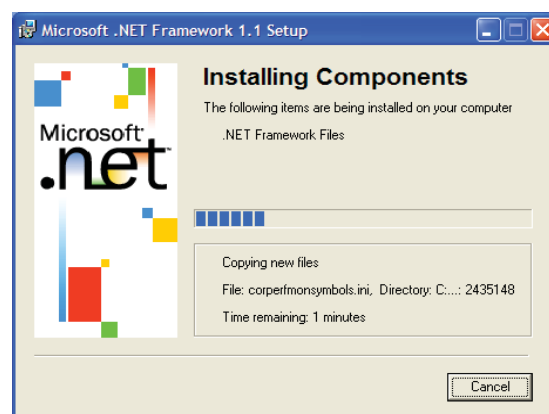 Microsoft .NET Framework 1.1 Setup
Installing Components
The following items are being installed on your computer
.NET Framework Files
Microsoft
.net
Copying new files
File: corperfmonsymbols.ini, Directory: C:...: 2435148
Time remaining: 1 minutes
Cancel